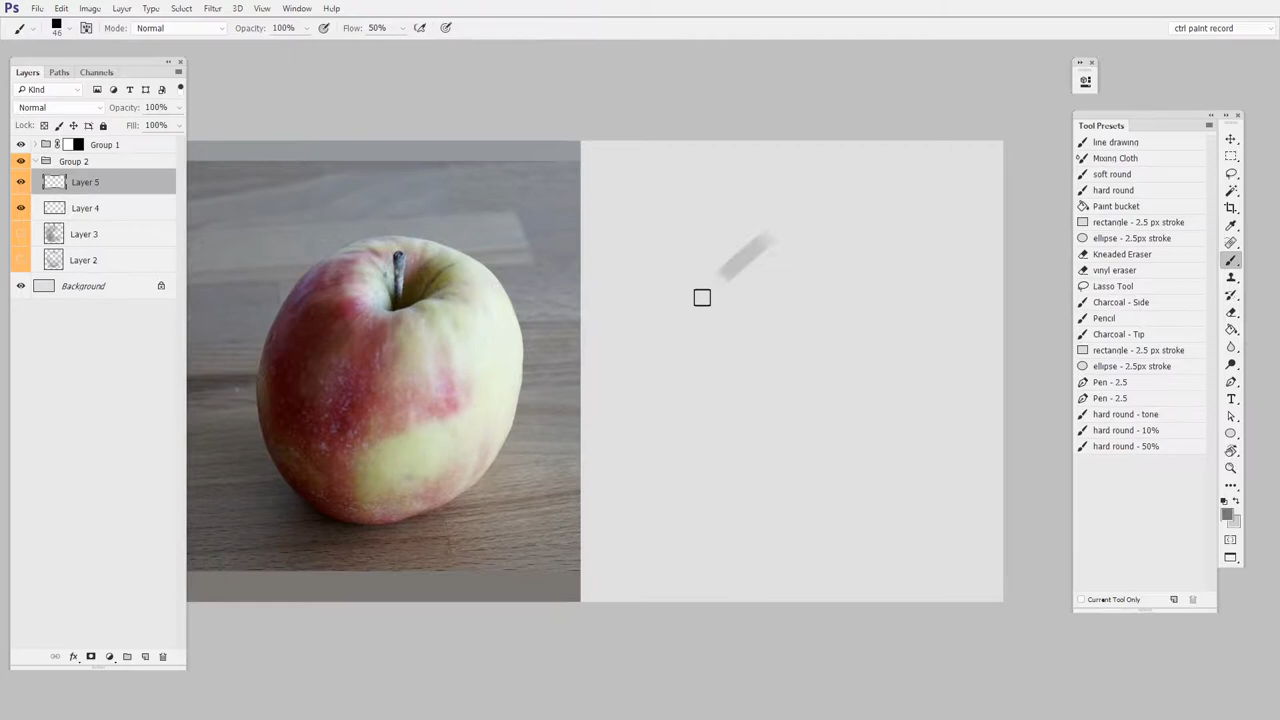 Ps File Edit Image Layer Type Select Filter 3D View Window Help
46 Mode: Normal Opacity: 100% Flow: 50% ctrl paint record
Layers Paths Channels
Kind
Normal Opacity: 100%
Lock: Fill: 100%
Group 1
Group 2
Layer 5
Layer 4
Layer 3
Layer 2
Background
fx
Tool Presets
line drawing
Mixing Cloth
soft round
hard round
Paint bucket
rectangle - 2.5 px stroke
ellipse - 2.5px stroke
Kneaded Eraser
vinyl eraser
Lasso Tool
Charcoal - Side
Pencil
Charcoal - Tip
rectangle - 2.5 px stroke
ellipse - 2.5px stroke
Pen - 2.5
Pen - 2.5
hard round - tone
hard round - 10%
hard round - 50%
Current Tool Only